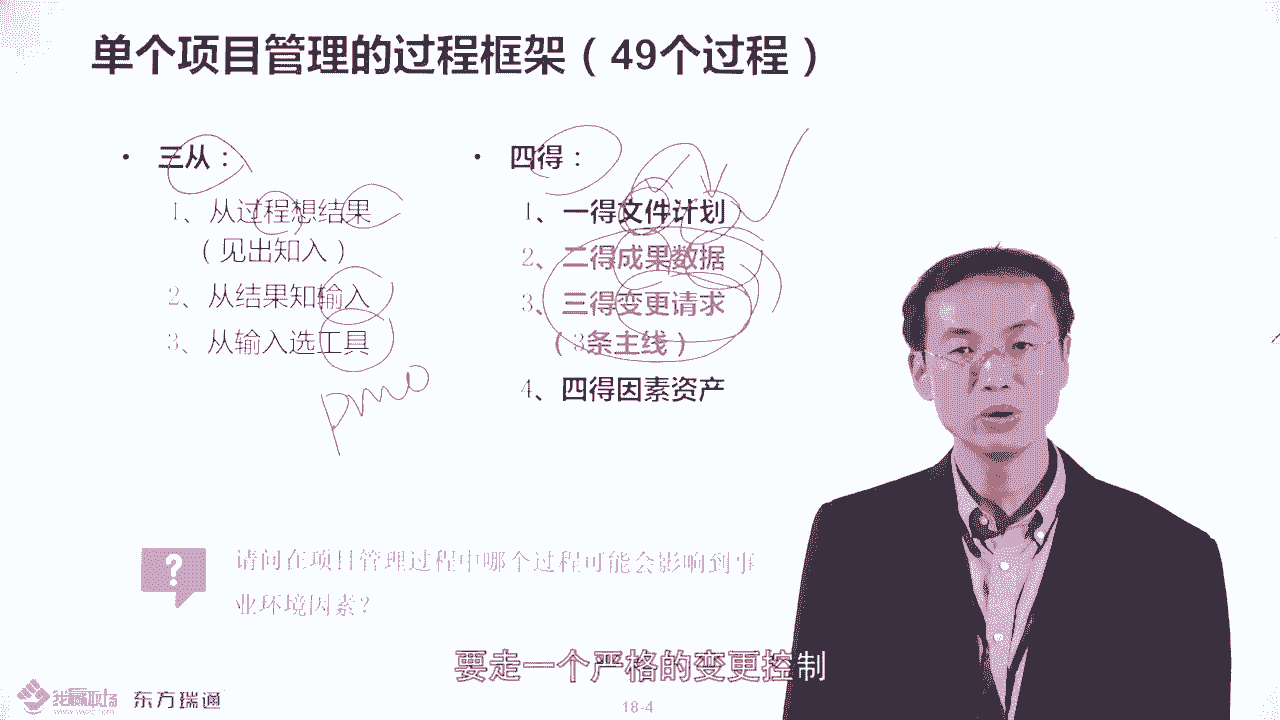 单个项目管理的过程框架（49个过程）
• 三从：
1、从过程想结果
（见出知入）
2、从结果知输入
3、从输入选工具
pmo
• 四得：
1、一得文件计划
2、二得成果数据
3、三得变更请求
（3条主线）
4、四得因素资产
?
请问在项目管理过程中哪个过程可能会影响到事
业环境因素？
要走一个严格的变更控制
东方瑞通
18-4